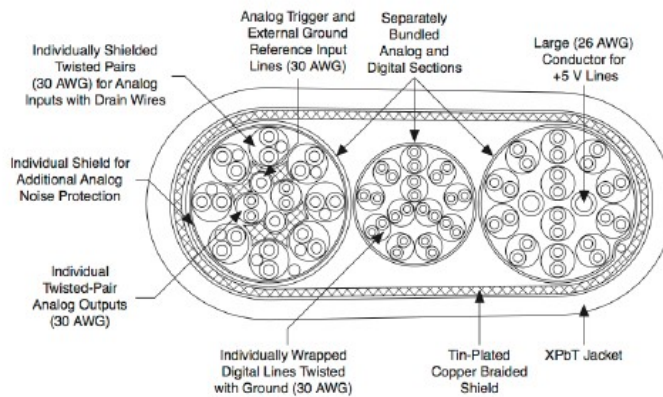 Analog Trigger and
External Ground
Reference Input
Lines (30 AWG)
Separately
Bundled
Analog and
Digital Sections
Large (26 AWG)
Conductor for
+5 V Lines
Individually Shielded
Twisted Pairs
(30 AWG) for Analog
Inputs with Drain Wires
Individual Shield for
Additional Analog
Noise Protection
Individual
Twisted-Pair
Analog Outputs
(30 AWG)
Individually Wrapped
Digital Lines Twisted
with Ground (30 AWG)
Tin-Plated
Copper Braided
Shield
XPbT Jacket